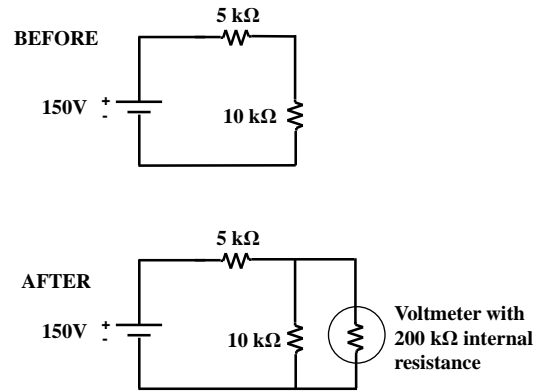 5 kΩ
BEFORE
150V
+
-
10 kΩ
5 kΩ
AFTER
150V
+
-
10 kΩ
Voltmeter with
200 kΩ internal
resistance